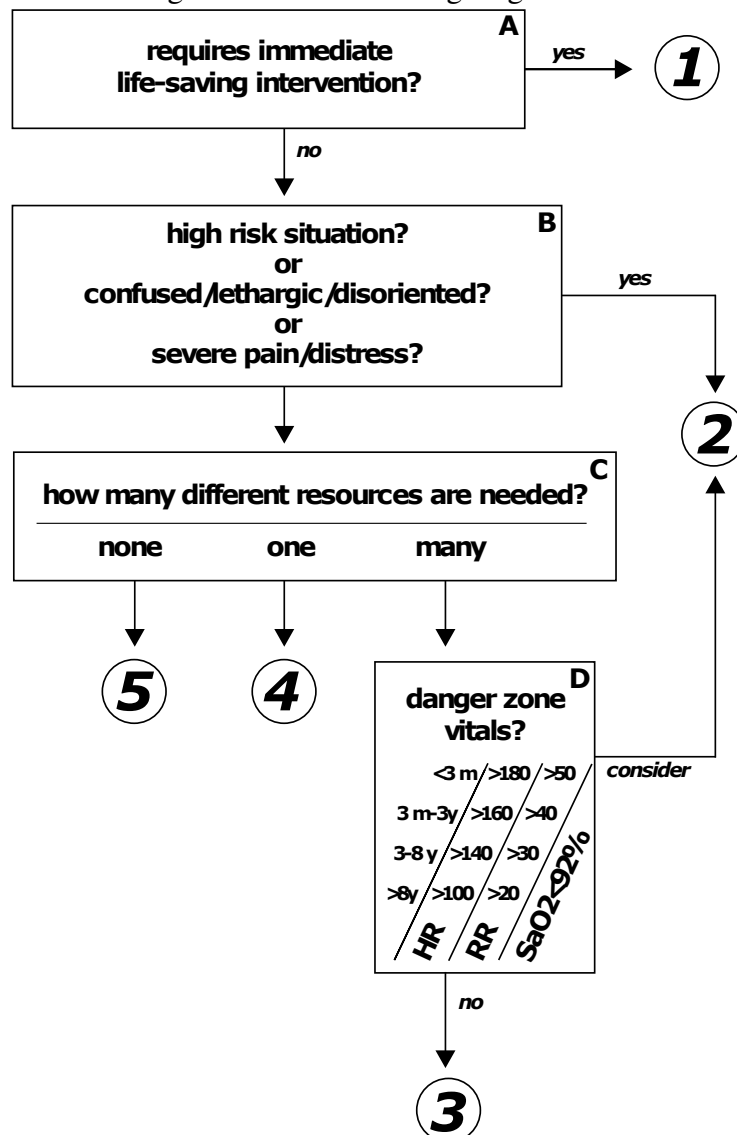 A
requires immediate
life-saving intervention?
yes
1
no
B
high risk situation?
or
confused/lethargic/disoriented?
or
severe pain/distress?
yes
2
C
how many different resources are needed?
none one many
5 4
D
danger zone
vitals?
<3 m >180 >50
3 m-3y >160 >40
3-8 y >140 >30
>8y >100 >20
HR RR SaO2<92%
consider
no
3